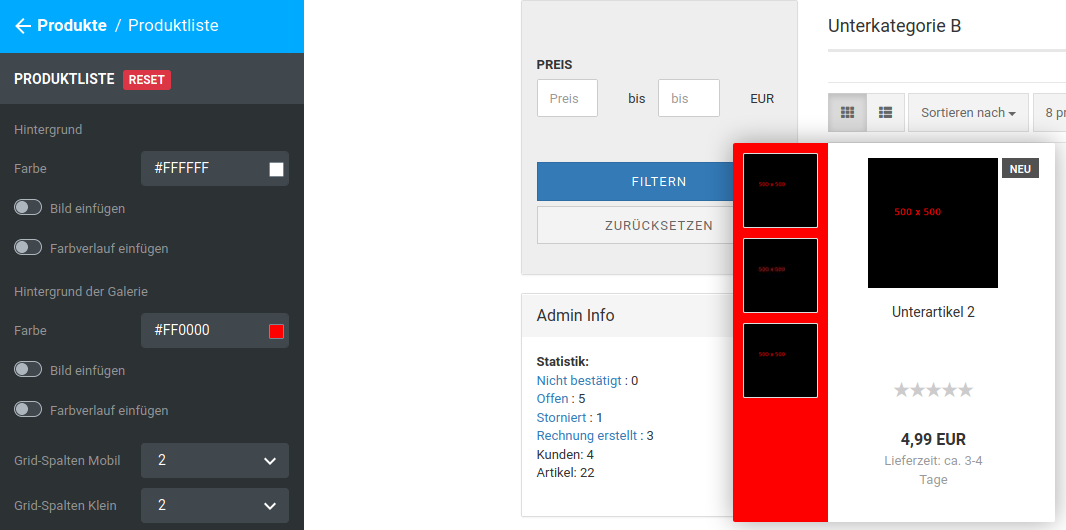 Produkte / Produktliste
PRODUKTLISTE RESET
Hintergrund
Farbe #FFFFFF
Bild einfügen
Farbverlauf einfügen
Hintergrund der Galerie
Farbe #FF0000
Bild einfügen
Farbverlauf einfügen
Grid-Spalten Mobil 2
Grid-Spalten Klein 2
PREIS
Preis bis bis EUR
FILTERN
ZURÜCKSETZEN
Admin Info
Statistik:
Nicht bestätigt : 0
Offen : 5
Storniert : 1
Rechnung erstellt : 3
Kunden: 4
Artikel: 22
Unterkategorie B
Sortieren nach 8 pr
500 x 500
500 x 500
500 x 500
500 x 500
NEU
Unterartikel 2
4,99 EUR
Lieferzeit: ca. 3-4
Tage